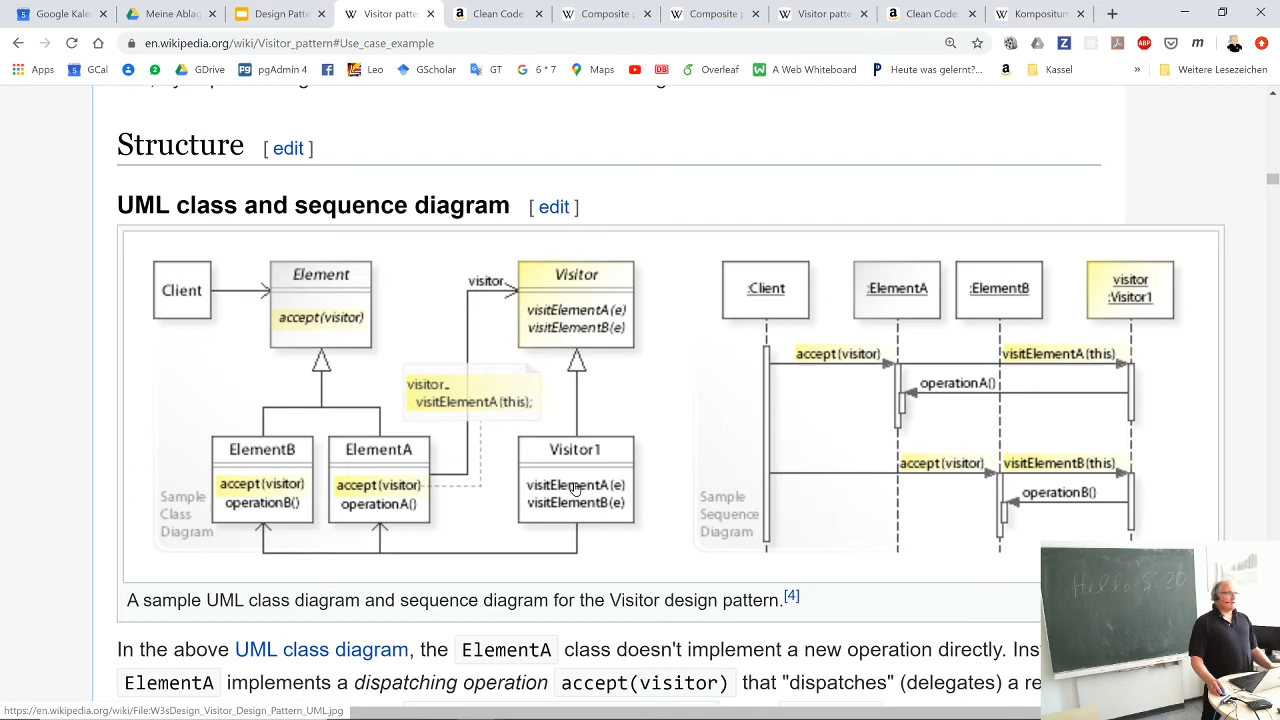 Google Kale
Meine Ablag
Design Patte
Visitor patte
Clean Code:
Composite p
Composite p
Visitor patte
Clean Code:
Kompositum
en.wikipedia.org/wiki/Visitor_pattern#Use_case_example
Apps
GCal
GDrive
pgAdmin 4
Leo
GScholar
GT
6 * 7
Maps
Overleaf
A Web Whiteboard
Heute was gelernt?...
Kassel
»
Weitere Lesezeichen
Structure [ edit ]
UML class and sequence diagram [ edit ]
Client
Element
accept(visitor)
visitor
Visitor
visitElementA(e)
visitElementB(e)
visitor.
visitElementA(this);
ElementB
accept(visitor)
operationB()
ElementA
accept(visitor)
operationA()
Visitor1
visitElementA(e)
visitElementB(e)
Sample
Class
Diagram
:Client
:ElementA
:ElementB
visitor
:Visitor1
accept(visitor)
visitElementA(this)
operationA()
accept(visitor)
visitElementB(this)
operationB()
Sample
Sequence
Diagram
Hello
A sample UML class diagram and sequence diagram for the Visitor design pattern.[4]
In the above UML class diagram, the ElementA class doesn't implement a new operation directly. Ins
ElementA implements a dispatching operation accept(visitor) that "dispatches" (delegates) a re
https://en.wikipedia.org/wiki/File:W3sDesign_Visitor_Design_Pattern_UML.jpg